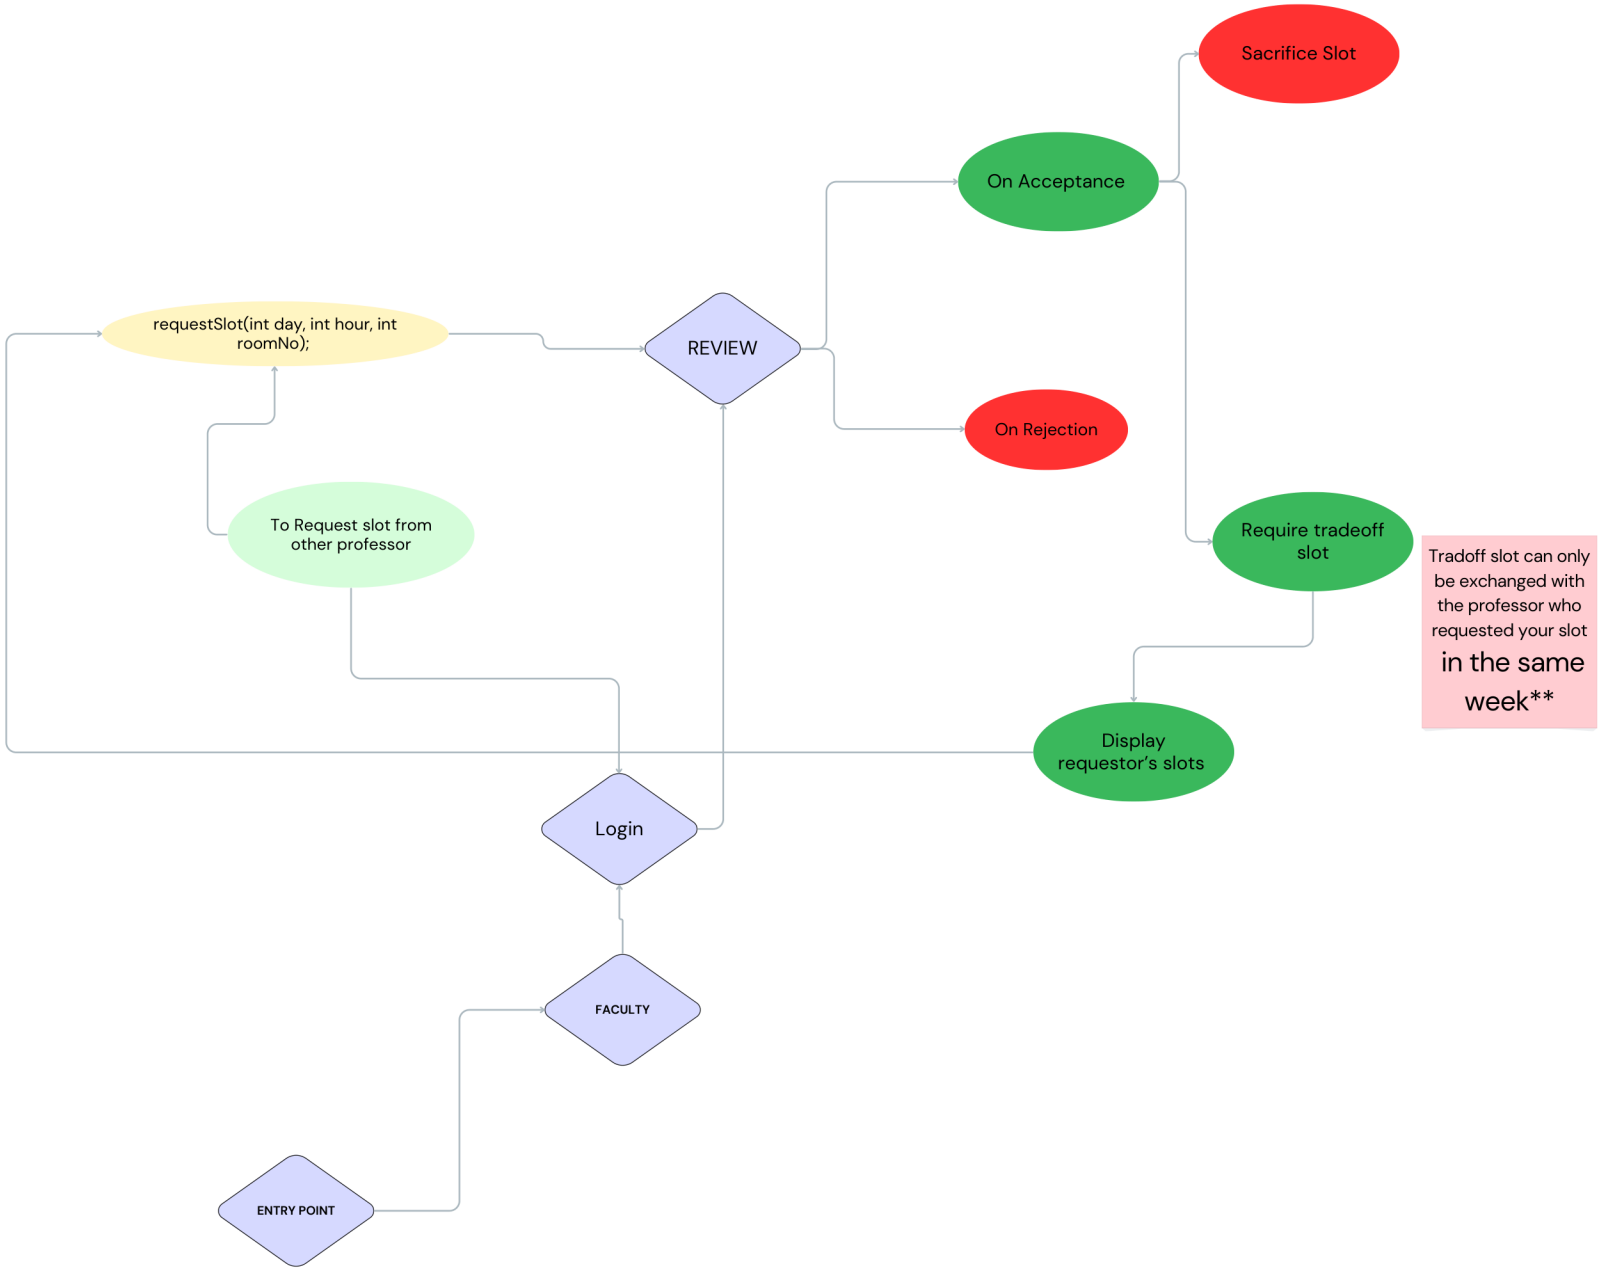 Sacrifice Slot
On Acceptance
requestSlot(int day, int hour, int
roomNo);
REVIEW
On Rejection
To Request slot from
other professor
Require tradeoff
slot
Tradoff slot can only
be exchanged with
the professor who
requested your slot
in the same
week**
Display
requestor's slots
Login
FACULTY
ENTRY POINT